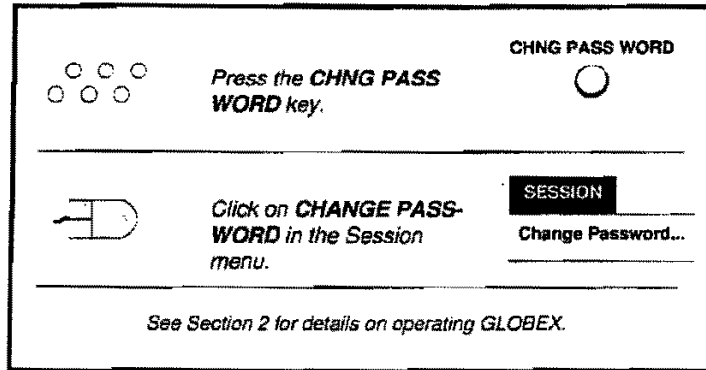 CHNG PASS WORD
Press the CHNG PASS
WORD key.
SESSION
Click on CHANGE PASS-
WORD in the Session
menu.
Change Password...
See Section 2 for details on operating GLOBEX.